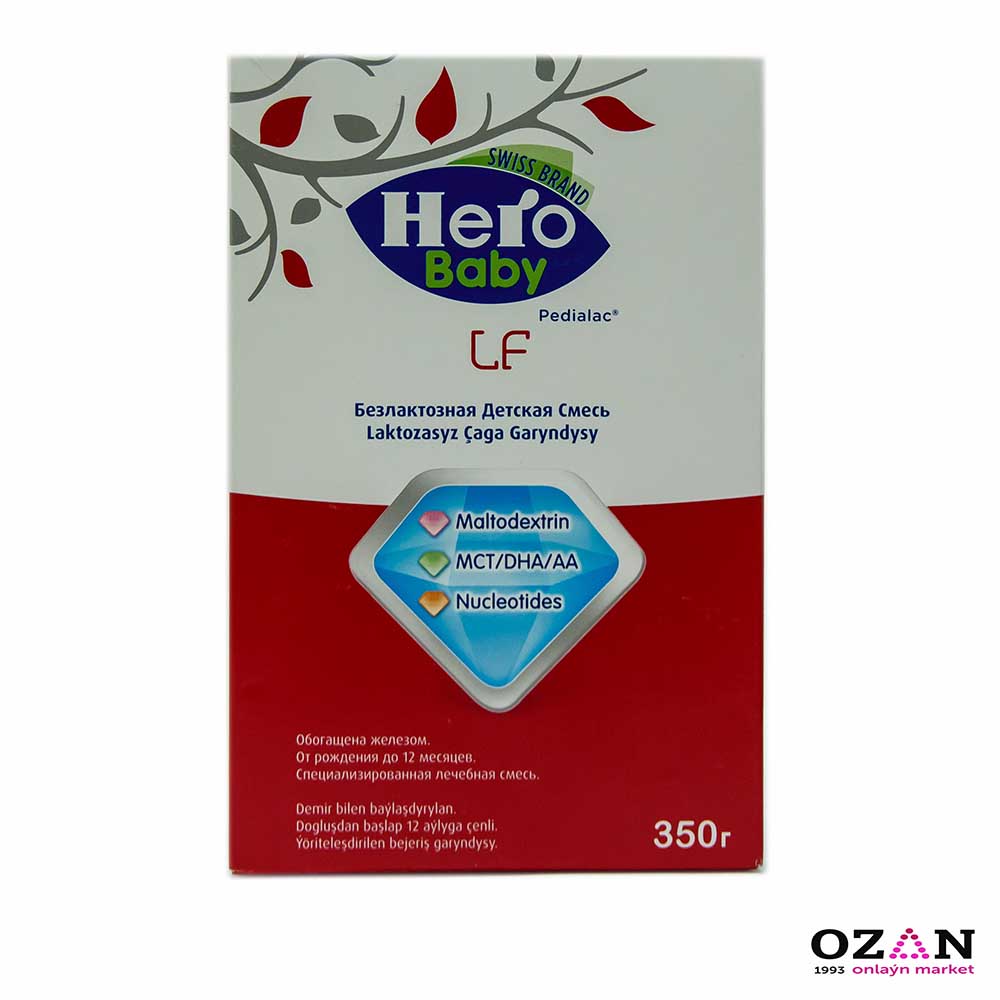 SWISS BRAND
Hero
Baby
Pedialac®
LF
Безлактозная Детская Смесь
Laktozasyz Çaga Garyndysy
Maltodextrin
MCT/DHA/AA
Nucleotides
Обогащена железом.
От рождения до 12 месяцев.
Специализированная лечебная смесь.
Demir bilen baýlaşdyrylan.
Dogluşdan başlap 12 aýlyga çenli.
Ýöriteleşdirilen bejeriş garyndysy.
350г
OZAN
1993 onlaýn market